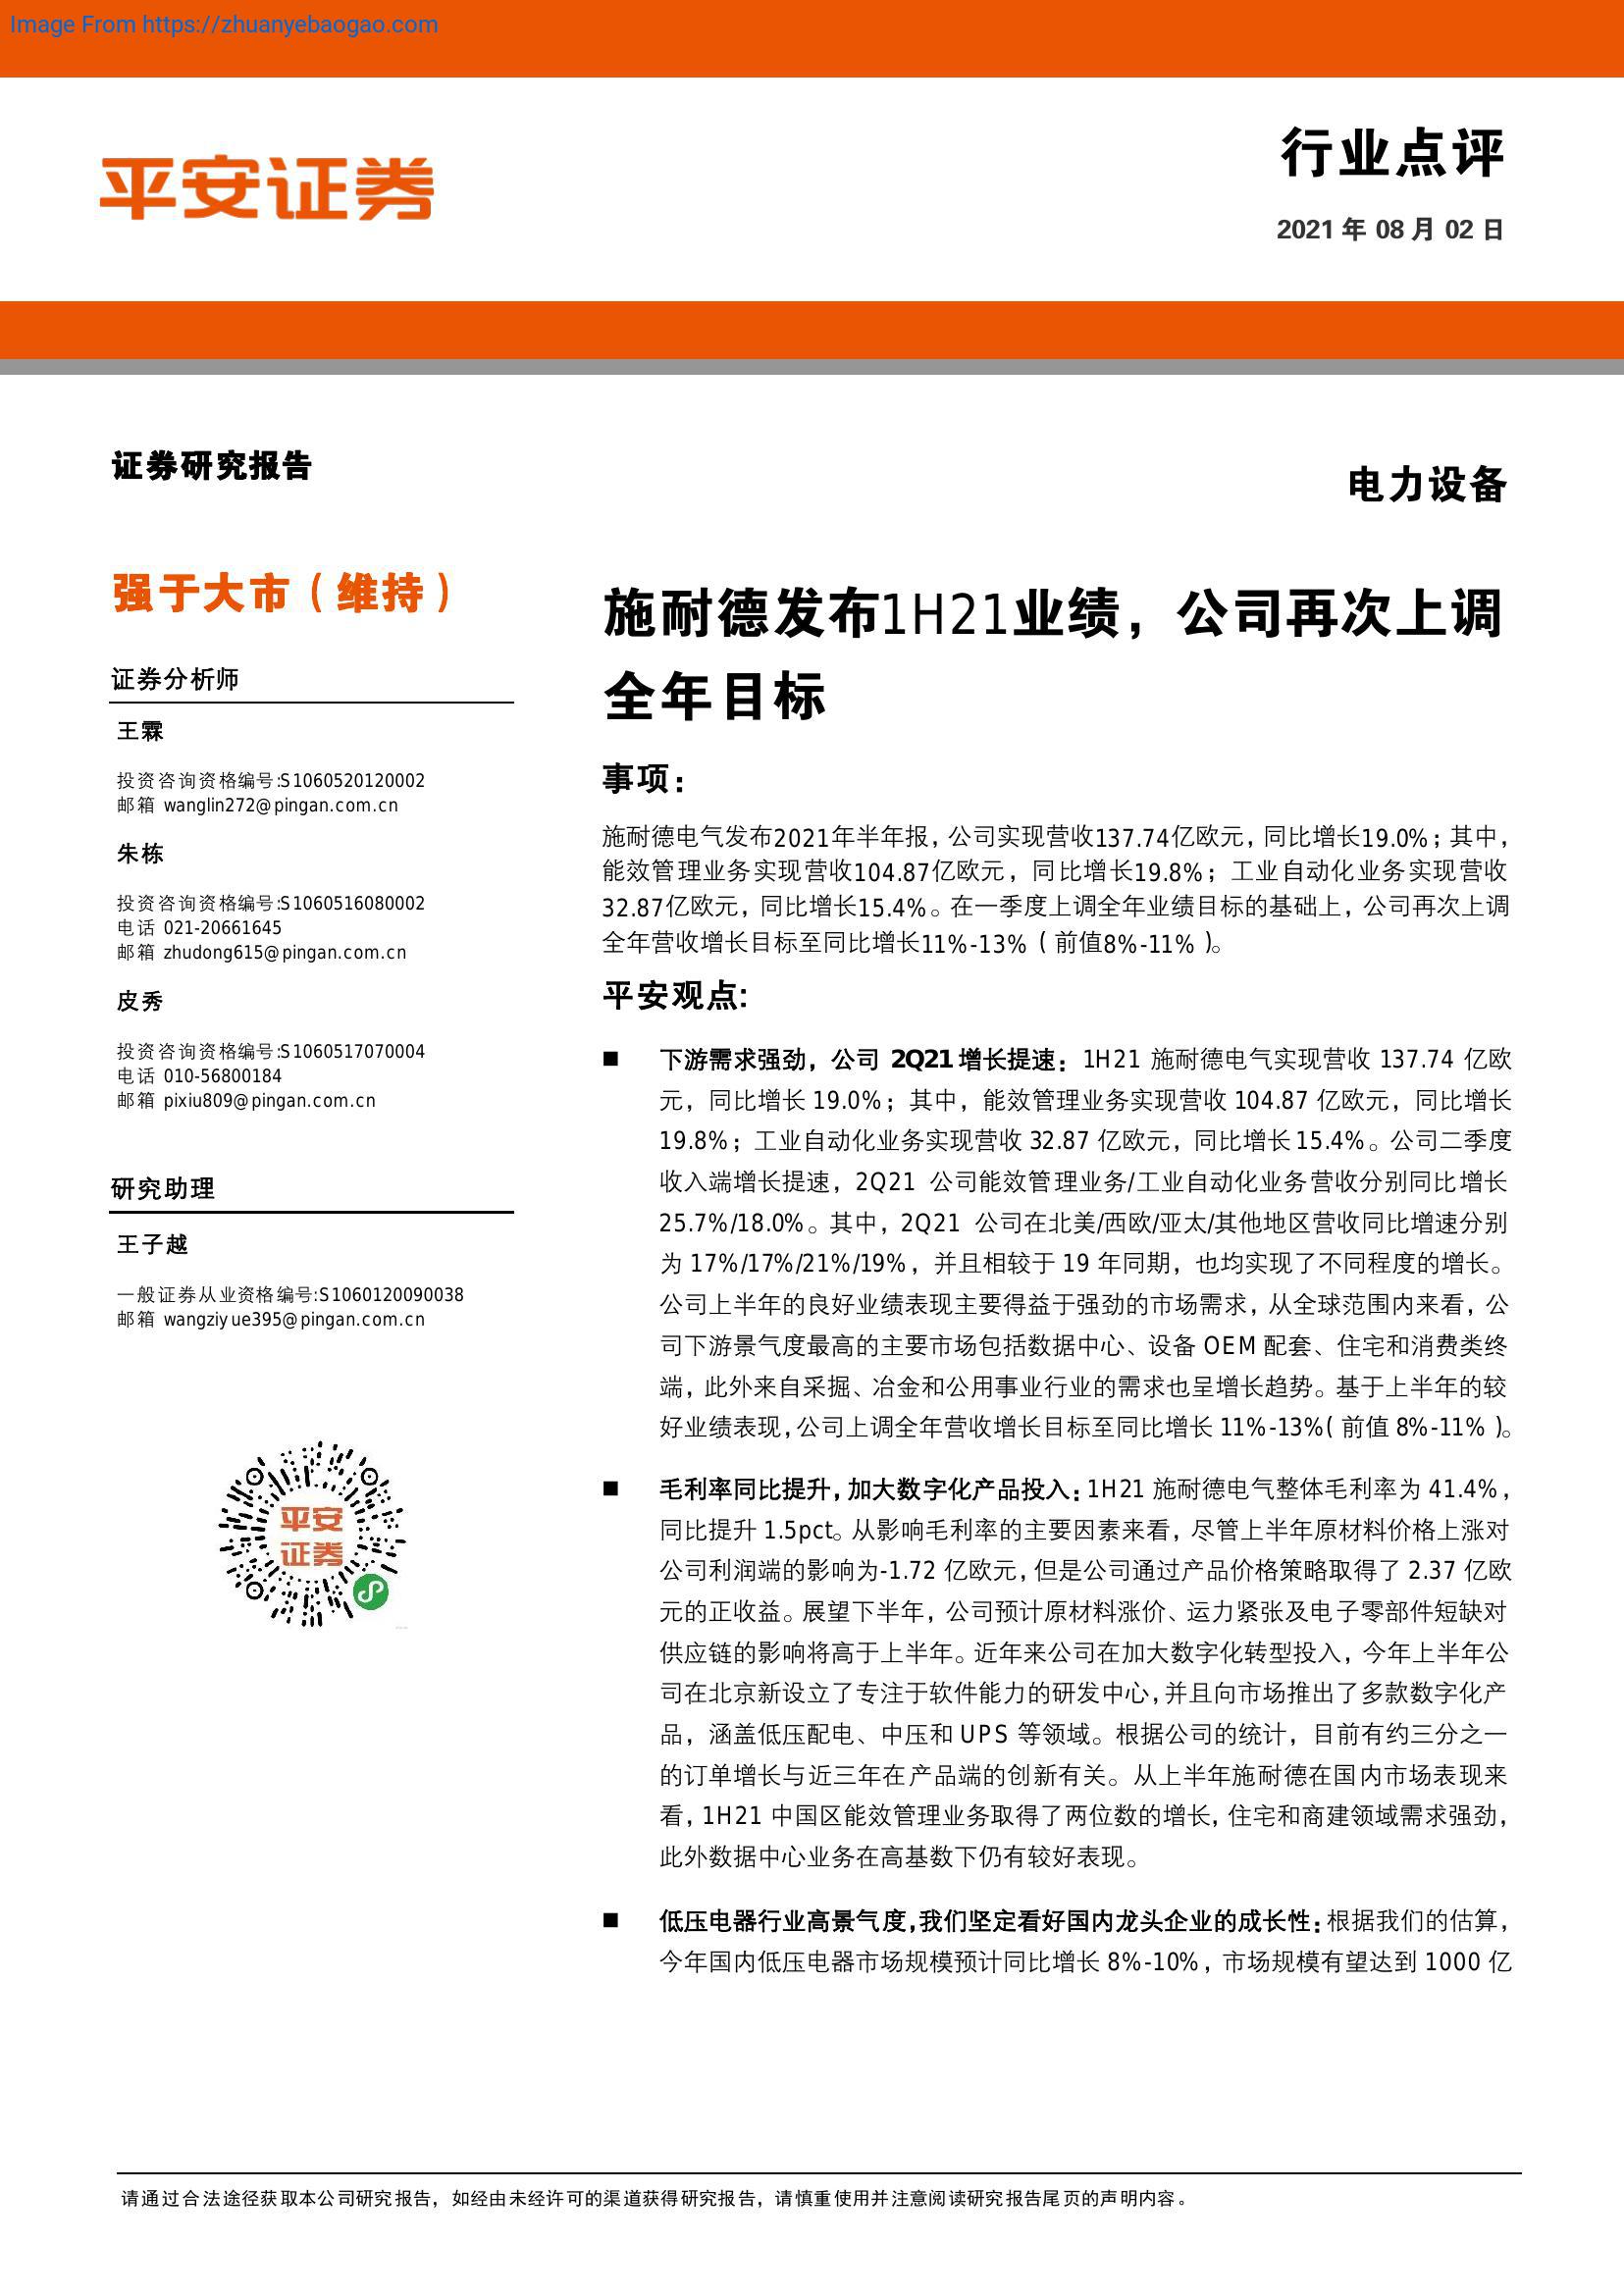 Image From https://zhuanyebaogao.com
平安证券
行业点评
2021 年 08 月 02 日
证券研究报告
电力设备
强于大市（维持）
证券分析师
王霖
投资咨询资格编号:S1060520120002
邮箱 wanglin272@pingan.com.cn
朱栋
投资咨询资格编号:S1060516080002
电话 021-20661645
邮箱 zhudong615@pingan.com.cn
皮秀
投资咨询资格编号:S1060517070004
电话 010-56800184
邮箱 pixiu809@pingan.com.cn
研究助理
王子越
一般证券从业资格编号:S1060120090038
邮箱 wangziyue395@pingan.com.cn
平安
证券
施耐德发布1H21业绩，公司再次上调
全年目标
事项：
施耐德电气发布2021年半年报，公司实现营收137.74亿欧元，同比增长19.0%；其中，
能效管理业务实现营收104.87亿欧元，同比增长19.8%；工业自动化业务实现营收
32.87亿欧元，同比增长15.4%。在一季度上调全年业绩目标的基础上，公司再次上调
全年营收增长目标至同比增长11%-13%（前值8%-11%）。
平安观点:
■ 下游需求强劲，公司 2Q21 增长提速：1H21 施耐德电气实现营收 137.74 亿欧
元，同比增长 19.0%；其中，能效管理业务实现营收 104.87 亿欧元，同比增长
19.8%；工业自动化业务实现营收 32.87 亿欧元，同比增长 15.4%。公司二季度
收入端增长提速，2Q21 公司能效管理业务/工业自动化业务营收分别同比增长
25.7%/18.0%。其中，2Q21 公司在北美/西欧/亚太/其他地区营收同比增速分别
为 17%/17%/21%/19%，并且相较于 19 年同期，也均实现了不同程度的增长。
公司上半年的良好业绩表现主要得益于强劲的市场需求，从全球范围内来看，公
司下游景气度最高的主要市场包括数据中心、设备 OEM 配套、住宅和消费类终
端，此外来自采掘、冶金和公用事业行业的需求也呈增长趋势。基于上半年的较
好业绩表现，公司上调全年营收增长目标至同比增长 11%-13%（前值 8%-11%）。
■ 毛利率同比提升，加大数字化产品投入：1H21 施耐德电气整体毛利率为 41.4%，
同比提升 1.5pct。从影响毛利率的主要因素来看，尽管上半年原材料价格上涨对
公司利润端的影响为-1.72 亿欧元，但是公司通过产品价格策略取得了 2.37 亿欧
元的正收益。展望下半年，公司预计原材料涨价、运力紧张及电子零部件短缺对
供应链的影响将高于上半年。近年来公司在加大数字化转型投入，今年上半年公
司在北京新设立了专注于软件能力的研发中心，并且向市场推出了多款数字化产
品，涵盖低压配电、中压和 UPS 等领域。根据公司的统计，目前有约三分之一
的订单增长与近三年在产品端的创新有关。从上半年施耐德在国内市场表现来
看，1H21 中国区能效管理业务取得了两位数的增长，住宅和商建领域需求强劲，
此外数据中心业务在高基数下仍有较好表现。
■ 低压电器行业高景气度，我们坚定看好国内龙头企业的成长性：根据我们的估算，
今年国内低压电器市场规模预计同比增长 8%-10%，市场规模有望达到 1000 亿
请通过合法途径获取本公司研究报告，如经由未经许可的渠道获得研究报告，请慎重使用并注意阅读研究报告尾页的声明内容。